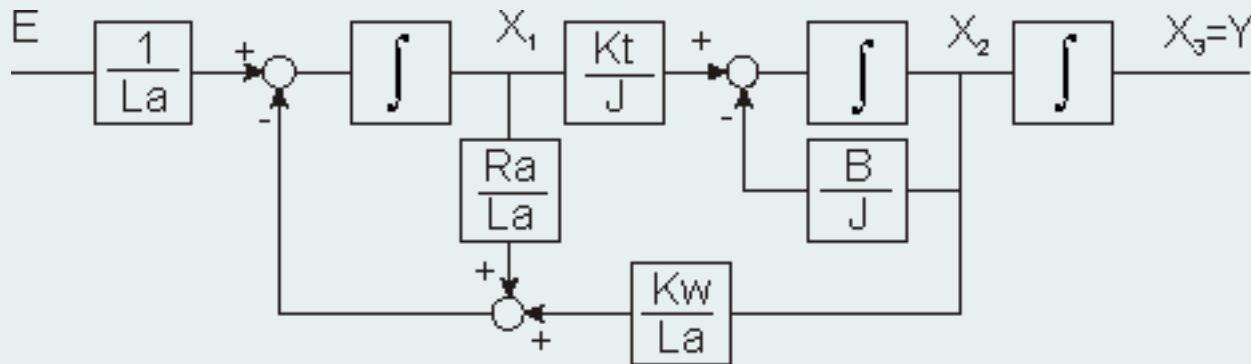 E
1
La
+
-
∫
X₁
Kt
J
+
-
∫
X₂
∫
X₃=Y
Ra
La
B
J
+
+
Kw
La